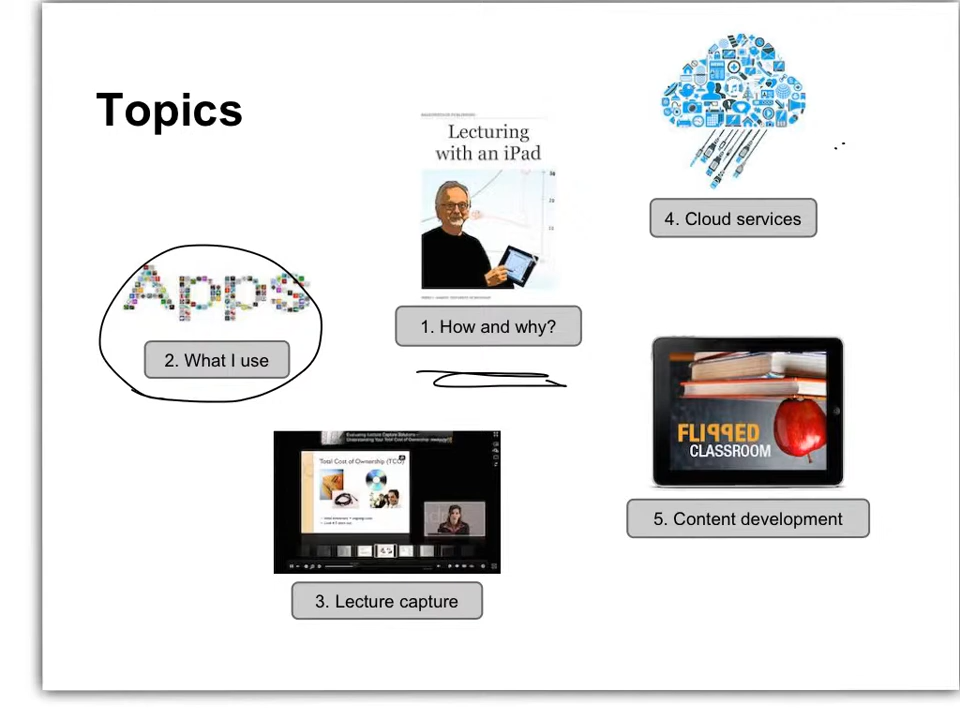 Topics
Lecturing
with an iPad
1. How and why?
Apps
2. What I use
Total Cost of Ownership (TCO)
3. Lecture capture
4. Cloud services
FLIPPED
CLASSROOM
5. Content development